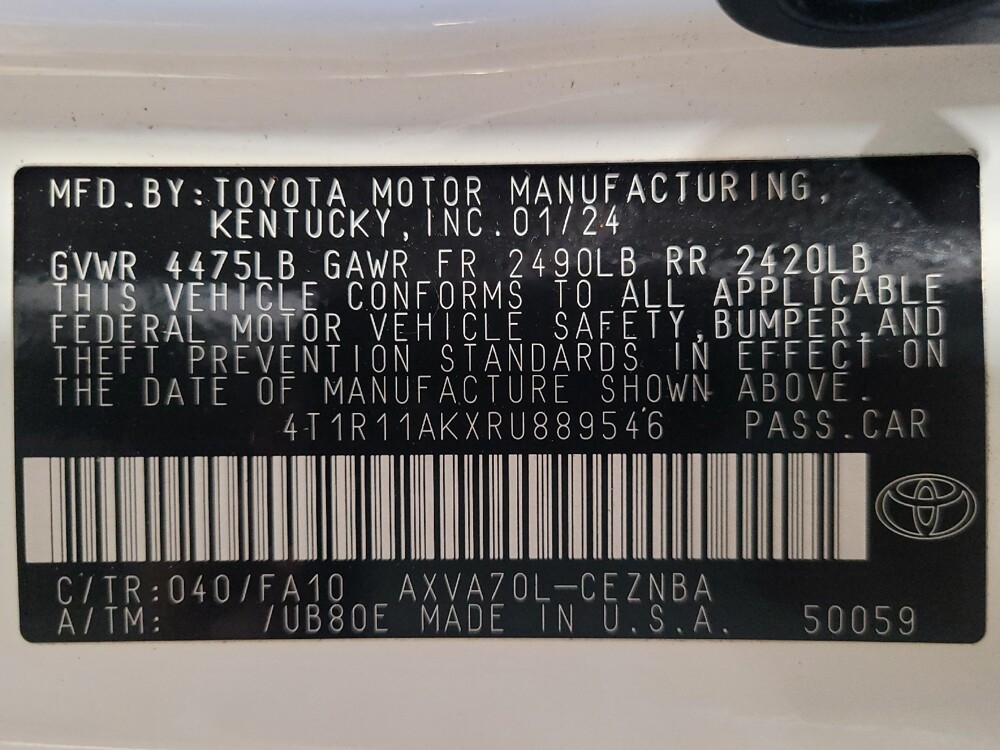 MFD.BY:TOYOTA MOTOR MANUFACTURING,
KENTUCKY,INC.01/24
GVWR 4475LB GAWR FR 2490LB RR 2420LB
THIS VEHICLE CONFORMS TO ALL APPLICABLE
FEDERAL MOTOR VEHICLE SAFETY,BUMPER,AND
THEFT PREVENTION STANDARDS IN EFFECT ON
THE DATE OF MANUFACTURE SHOWN ABOVE.
4T1R11AKXRU889546 PASS.CAR
C/TR:040/FA10 AXVA70L-CEZNBA
A/TM: /UB80E MADE IN U.S.A. 50059